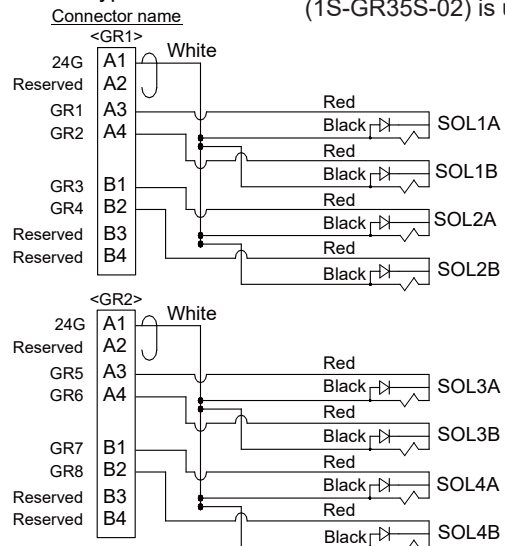 (1S-GR35S-02) is
Connector name
<GR1>
White
24G A1
Reserved A2
GR1 A3
GR2 A4
GR3 B1
GR4 B2
Reserved B3
Reserved B4
Red
Black SOL1A
Red
Black SOL1B
Red
Black SOL2A
Red
Black SOL2B
<GR2>
White
24G A1
Reserved A2
GR5 A3
GR6 A4
GR7 B1
GR8 B2
Reserved B3
Reserved B4
Red
Black SOL3A
Red
Black SOL3B
Red
Black SOL4A
Red
Black SOL4B